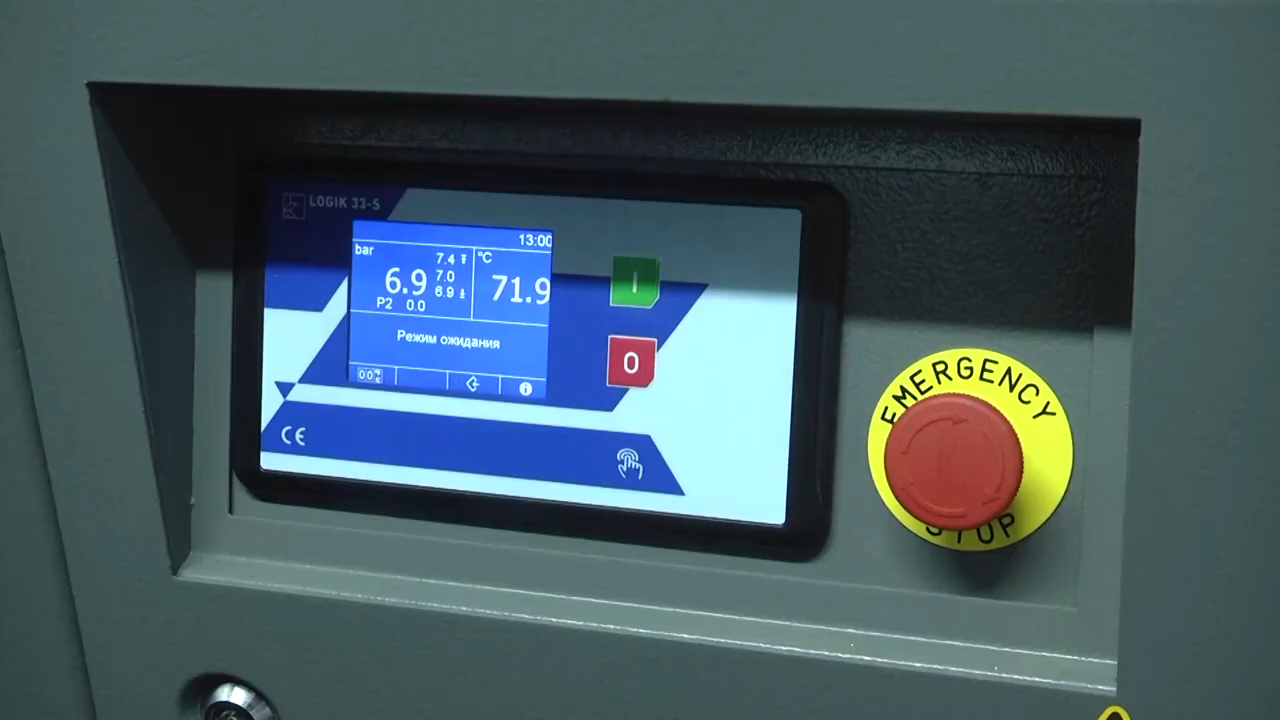 LOGIK 33-S
13:00
bar
7.4
°C
6.9
7.0
71.9
6.9
P2 0.0
Режим ожидания
I
0
CE
EMERGENCY
STOP